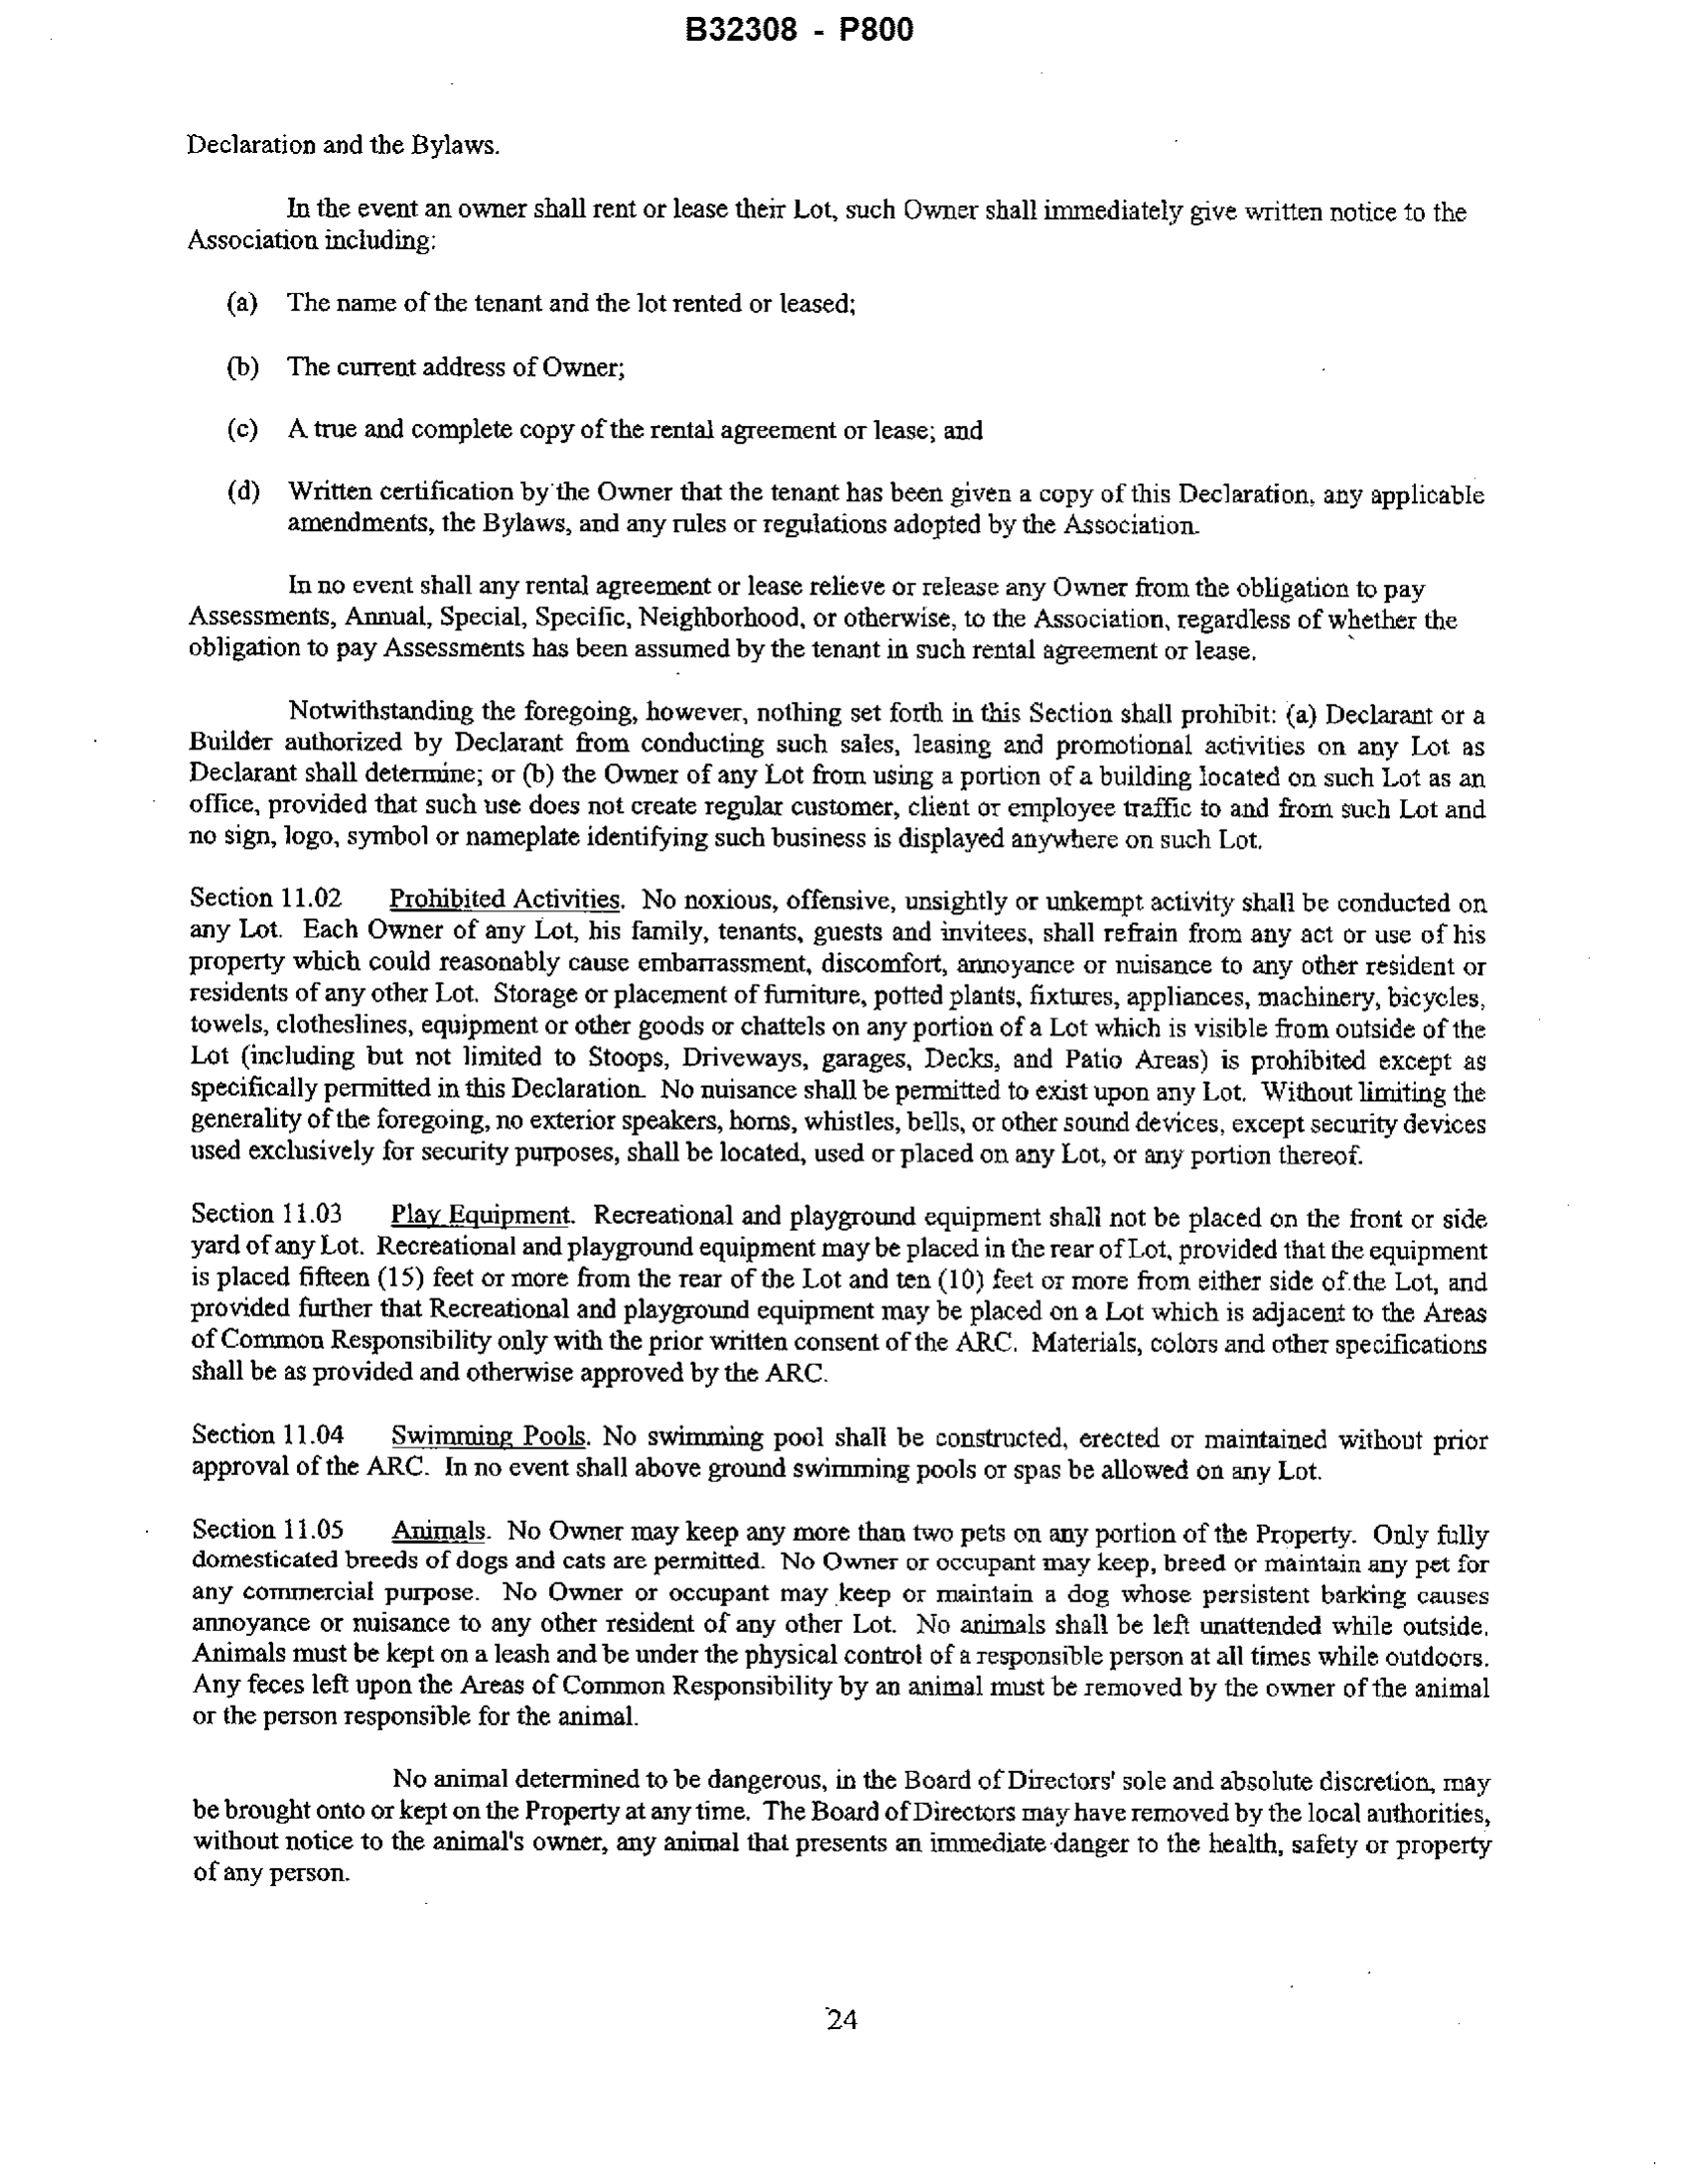 B32308 - P800
Declaration and the Bylaws.
In the event an owner shall rent or lease their Lot, such Owner shall immediately give written notice to the
Association including:
(a) The name of the tenant and the lot rented or leased;
(b) The current address of Owner;
(c) A true and complete copy of the rental agreement or lease; and
(d) Written certification by the Owner that the tenant has been given a copy of this Declaration, any applicable
amendments, the Bylaws, and any rules or regulations adopted by the Association.
In no event shall any rental agreement or lease relieve or release any Owner from the obligation to pay
Assessments, Annual, Special, Specific, Neighborhood, or otherwise, to the Association, regardless of whether the
obligation to pay Assessments has been assumed by the tenant in such rental agreement or lease.
Notwithstanding the foregoing, however, nothing set forth in this Section shall prohibit: (a) Declarant or a
Builder authorized by Declarant from conducting such sales, leasing and promotional activities on any Lot as
Declarant shall determine; or (b) the Owner of any Lot from using a portion of a building located on such Lot as an
office, provided that such use does not create regular customer, client or employee traffic to and from such Lot and
no sign, logo, symbol or nameplate identifying such business is displayed anywhere on such Lot.
Section 11.02 Prohibited Activities. No noxious, offensive, unsightly or unkempt activity shall be conducted on
any Lot. Each Owner of any Lot, his family, tenants, guests and invitees, shall refrain from any act or use of his
property which could reasonably cause embarrassment, discomfort, annoyance or nuisance to any other resident or
residents of any other Lot. Storage or placement of furniture, potted plants, fixtures, appliances, machinery, bicycles,
towels, clotheslines, equipment or other goods or chattels on any portion of a Lot which is visible from outside of the
Lot (including but not limited to Stoops, Driveways, garages, Decks, and Patio Areas) is prohibited except as
specifically permitted in this Declaration. No nuisance shall be permitted to exist upon any Lot. Without limiting the
generality of the foregoing, no exterior speakers, horns, whistles, bells, or other sound devices, except security devices
used exclusively for security purposes, shall be located, used or placed on any Lot, or any portion thereof.
Section 11.03 Play Equipment. Recreational and playground equipment shall not be placed on the front or side
yard of any Lot. Recreational and playground equipment may be placed in the rear of Lot, provided that the equipment
is placed fifteen (15) feet or more from the rear of the Lot and ten (10) feet or more from either side of the Lot, and
provided further that Recreational and playground equipment may be placed on a Lot which is adjacent to the Areas
of Common Responsibility only with the prior written consent of the ARC. Materials, colors and other specifications
shall be as provided and otherwise approved by the ARC.
Section 11.04 Swimming Pools. No swimming pool shall be constructed, erected or maintained without prior
approval of the ARC. In no event shall above ground swimming pools or spas be allowed on any Lot.
Section 11.05 Animals. No Owner may keep any more than two pets on any portion of the Property. Only fully
domesticated breeds of dogs and cats are permitted. No Owner or occupant may keep, breed or maintain any pet for
any commercial purpose. No Owner or occupant may keep or maintain a dog whose persistent barking causes
annoyance or nuisance to any other resident of any other Lot. No animals shall be left unattended while outside.
Animals must be kept on a leash and be under the physical control of a responsible person at all times while outdoors.
Any feces left upon the Areas of Common Responsibility by an animal must be removed by the owner of the animal
or the person responsible for the animal.
No animal determined to be dangerous, in the Board of Directors' sole and absolute discretion, may
be brought onto or kept on the Property at any time. The Board of Directors may have removed by the local authorities,
without notice to the animal's owner, any animal that presents an immediate danger to the health, safety or property
of any person.
24